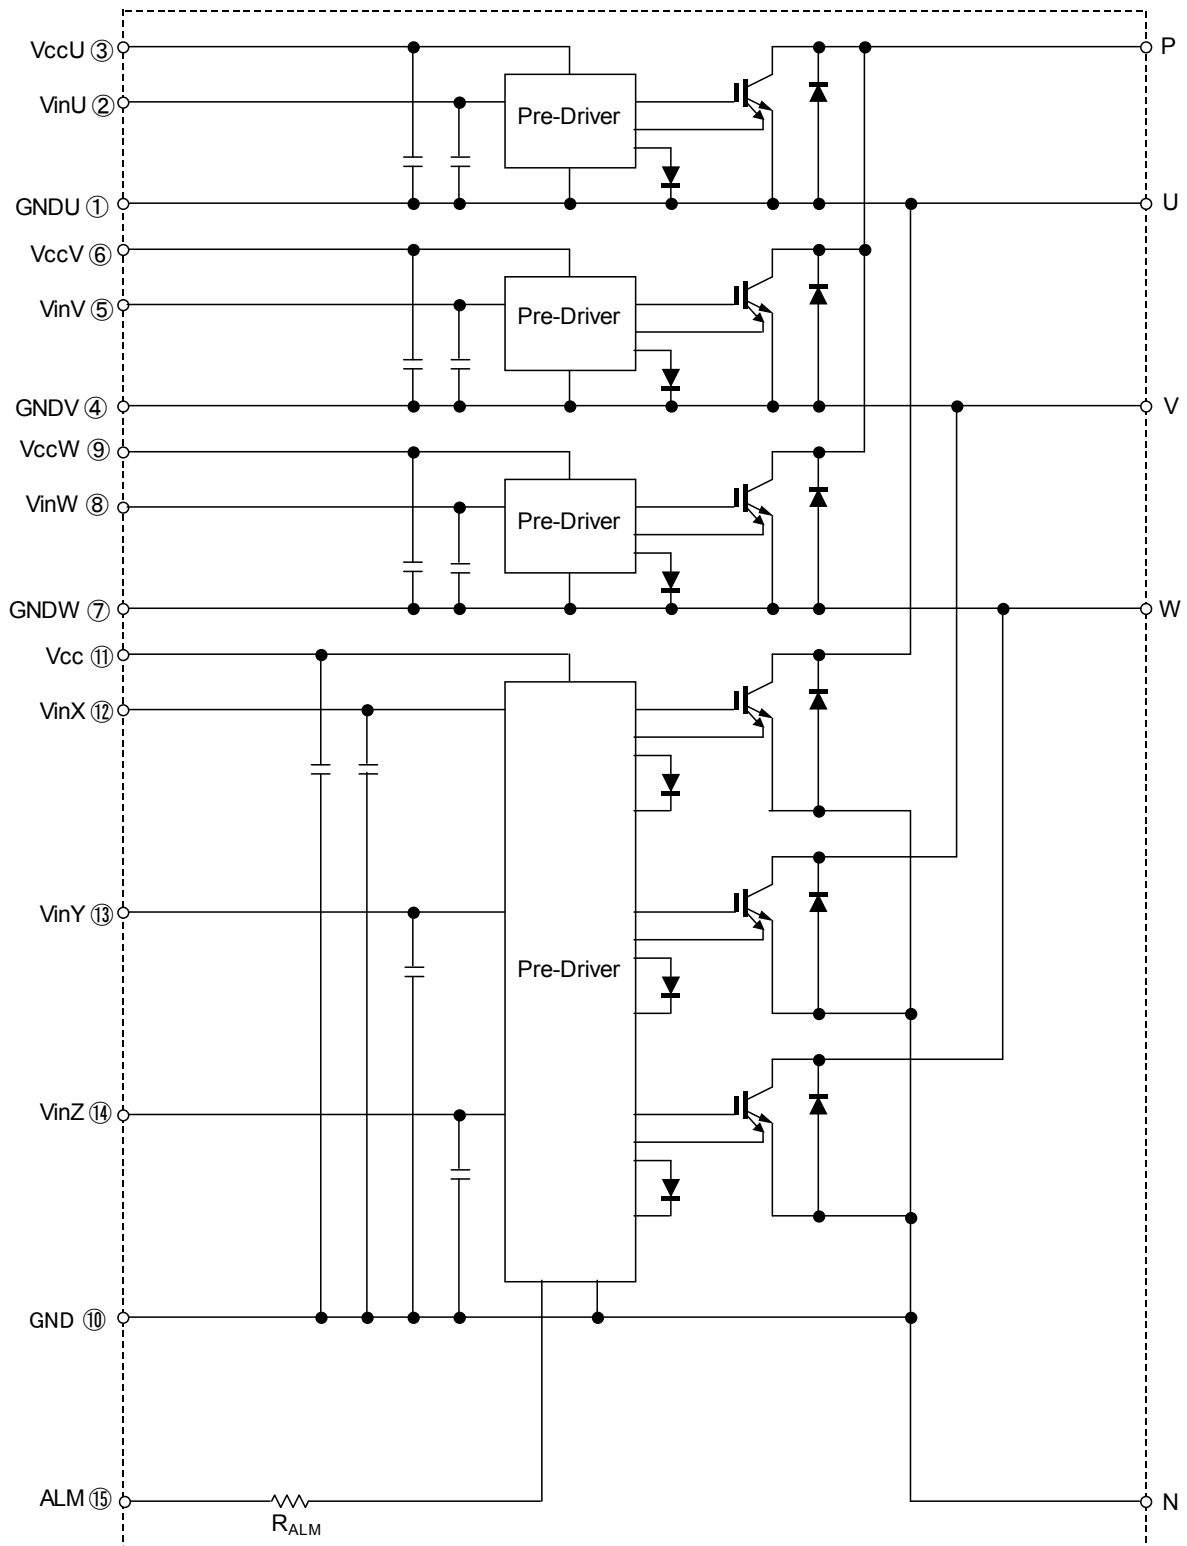 VccU ③
P
VinU ②
Pre-Driver
GNDU ①
U
VccV ⑥
VinV ⑤
Pre-Driver
GNDV ④
V
VccW ⑨
VinW ⑧
Pre-Driver
GNDW ⑦
W
Vcc ⑪
VinX ⑫
VinY ⑬
Pre-Driver
VinZ ⑭
GND ⑩
ALM ⑮
N
RALM